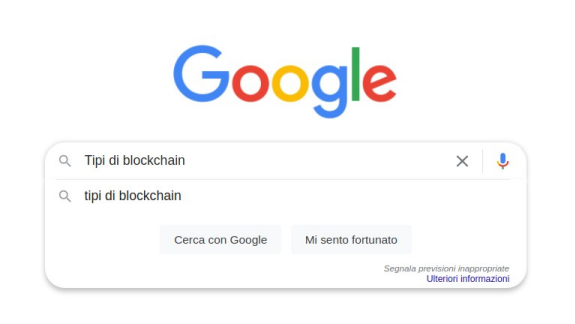 Google
Tipi di blockchain
tipi di blockchain
Cerca con Google Mi sento fortunato
Segnala previsioni inappropriate
Ulteriori informazioni